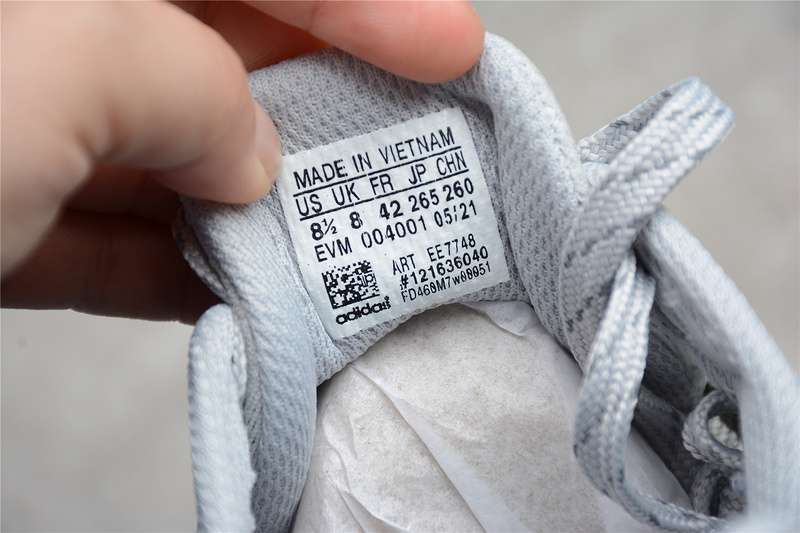 MADE IN VIETNAM
US UK FR JP CHN
8½ 8 42 265 260
EVM 004001 05/21
ART EE7748
#121636040
FD460M7w00051
adidas